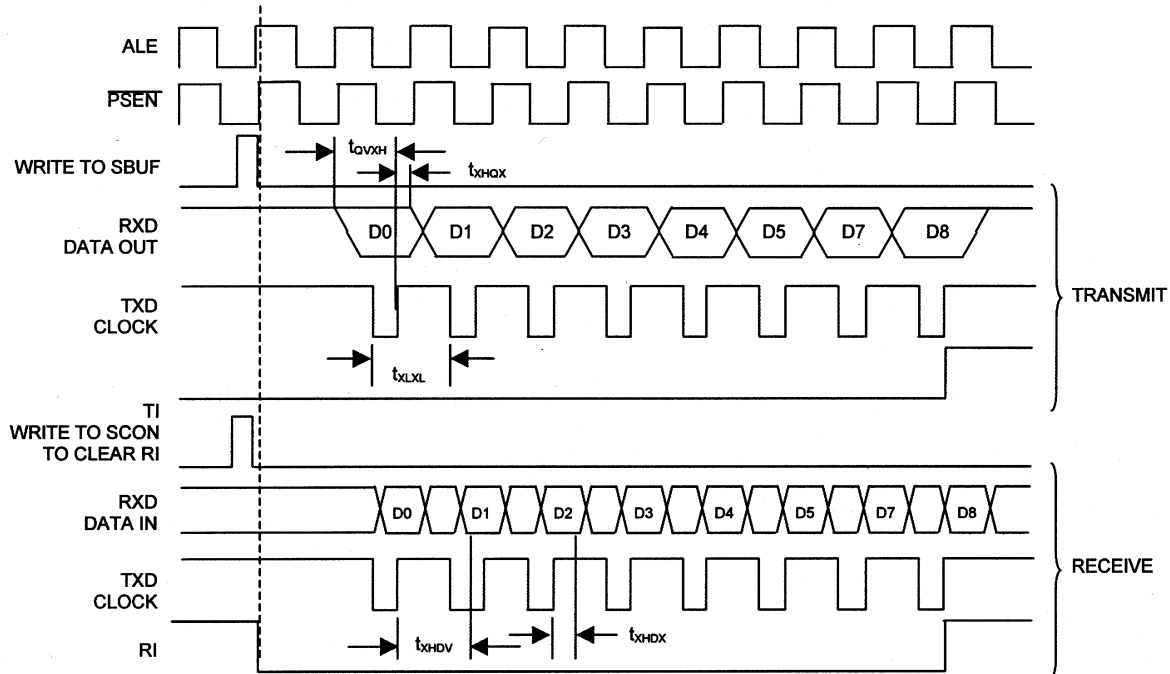 ALE
PSEN
WRITE TO SBUF
tQVXH
tXHQX
RXD
DATA OUT
D0 D1 D2 D3 D4 D5 D7 D8
TXD
CLOCK
TRANSMIT
tXLXL
TI
WRITE TO SCON
TO CLEAR RI
RXD
DATA IN
D0 D1 D2 D3 D4 D5 D7 D8
TXD
CLOCK
RECEIVE
tXHDV
tXHDX
RI